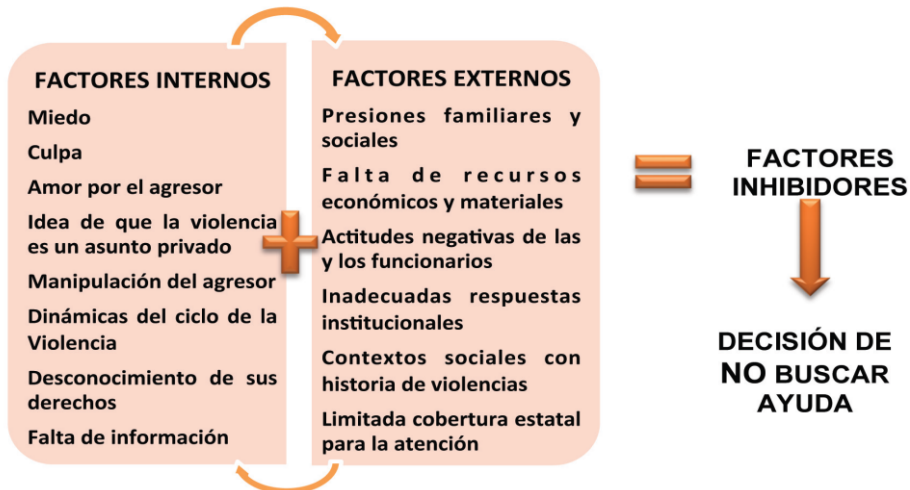 FACTORES INTERNOS
Miedo
Culpa
Amor por el agresor
Idea de que la violencia
es un asunto privado
Manipulación del agresor
Dinámicas del ciclo de la
Violencia
Desconocimiento de sus
derechos
Falta de información
FACTORES EXTERNOS
Presiones familiares y
sociales
Falta de recursos
económicos y materiales
Actitudes negativas de las
y los funcionarios
Inadecuadas respuestas
institucionales
Contextos sociales con
historia de violencias
Limitada cobertura estatal
para la atención
FACTORES
INHIBIDORES
DECISIÓN DE
NO BUSCAR
AYUDA